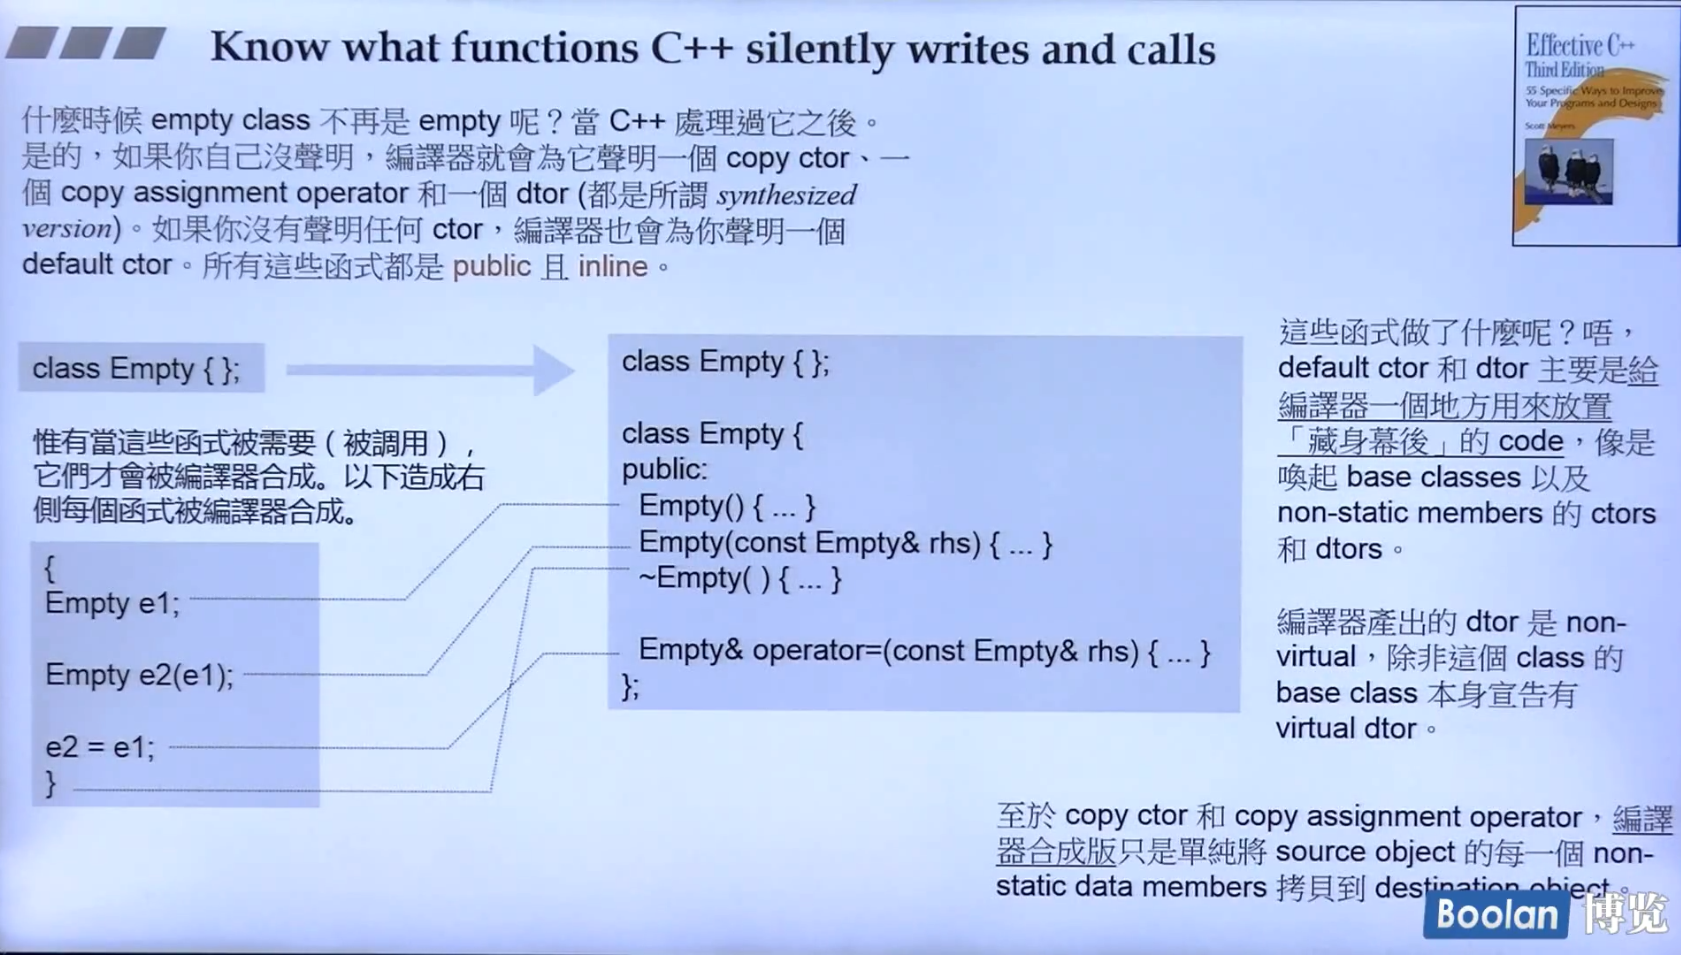 Know what functions C++ silently writes and calls
Effective C++
Third Edition
55 Specific Ways to Improve
Your Programs and Designs
Scott Meyers
什麼時候 empty class 不再是 empty 呢？當 C++ 處理過它之後。
是的，如果你自己沒聲明，編譯器就會為它聲明一個 copy ctor、一
個 copy assignment operator 和一個 dtor (都是所謂 synthesized
version)。如果你沒有聲明任何 ctor，編譯器也會為你聲明一個
default ctor。所有這些函式都是 public 且 inline。
class Empty { };
惟有當這些函式被需要（被調用），
它們才會被編譯器合成。以下造成右
側每個函式被編譯器合成。
{
Empty e1;
Empty e2(e1);
e2 = e1;
}
class Empty { };
class Empty {
public:
Empty() { ... }
Empty(const Empty& rhs) { ... }
~Empty( ) { ... }
Empty& operator=(const Empty& rhs) { ... }
};
這些函式做了什麼呢？唔，
default ctor 和 dtor 主要是給
編譯器一個地方用來放置
「藏身幕後」的 code，像是
喚起 base classes 以及
non-static members 的 ctors
和 dtors。
編譯器產出的 dtor 是 non-
virtual，除非這個 class 的
base class 本身宣告有
virtual dtor。
至於 copy ctor 和 copy assignment operator，編譯
器合成版只是單純將 source object 的每一個 non-
static data members 拷貝到 destination object。
Boolan 博览